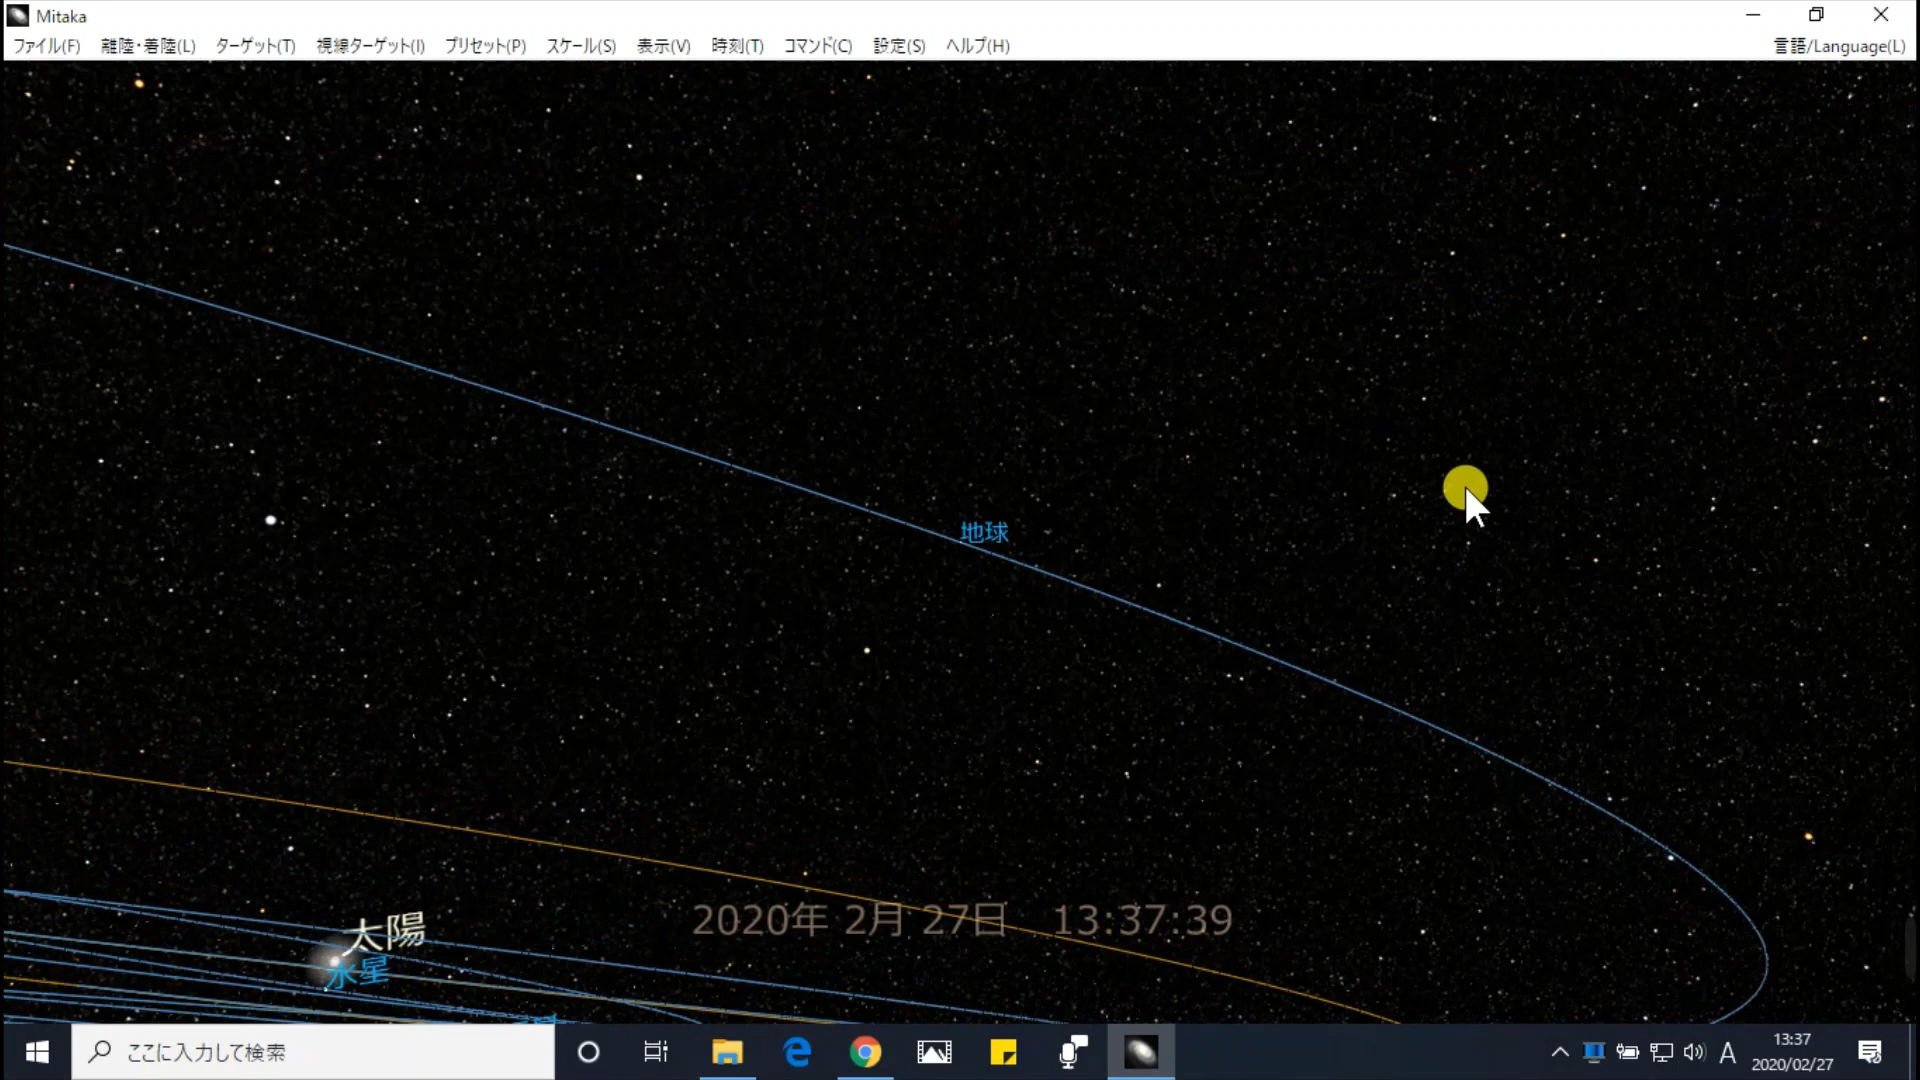 Mitaka
ファイル(F) 離陸・着陸(L) ターゲット(T) 視線ターゲット(I) プリセット(P) スケール(S) 表示(V) 時刻(T) コマンド(C) 設定(S) ヘルプ(H) 言語/Language(L)
地球
太陽
水星
2020年 2月 27日 13:37:39
ここに入力して検索
A
13:37
2020/02/27